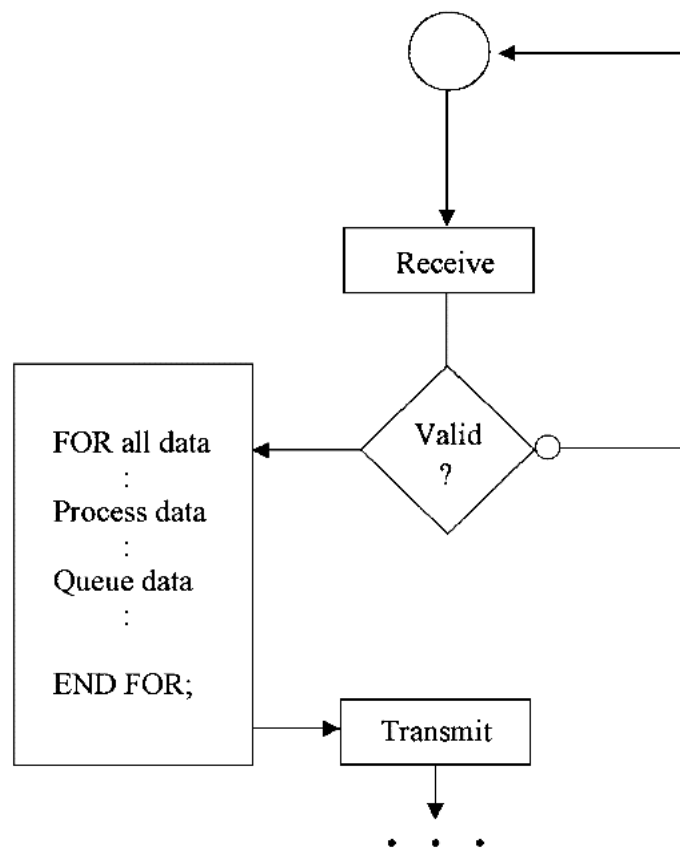 Receive
Valid
?
FOR all data
:
Process data
:
Queue data
:
END FOR;
Transmit
. . .